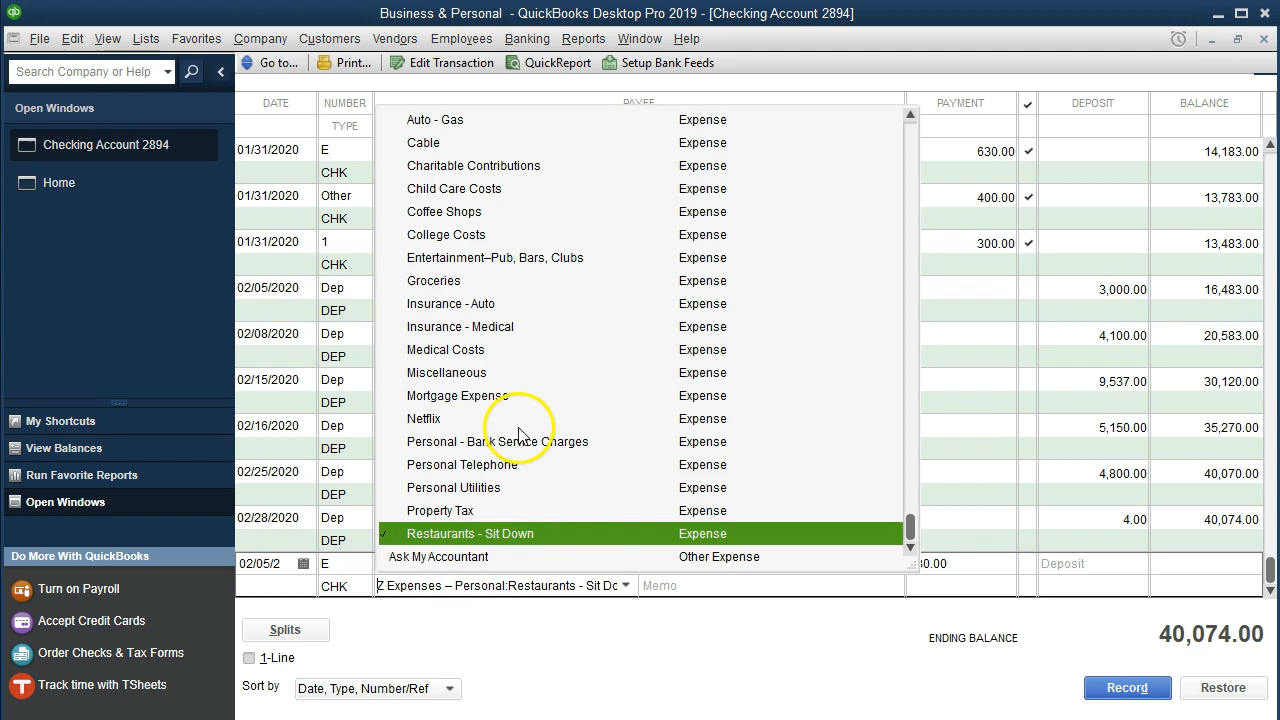 Business & Personal - QuickBooks Desktop Pro 2019 - [Checking Account 2894]
File Edit View Lists Favorites Company Customers Vendors Employees Banking Reports Window Help
Search Company or Help
Go to... Print... Edit Transaction QuickReport Setup Bank Feeds
Open Windows
Checking Account 2894
Home
My Shortcuts
View Balances
Run Favorite Reports
Open Windows
Do More With QuickBooks
Turn on Payroll
Accept Credit Cards
Order Checks & Tax Forms
Track time with TSheets
DATE NUMBER PAYEE PAYMENT ✓ DEPOSIT BALANCE
TYPE
01/31/2020 E 630.00 ✓ 14,183.00
CHK
01/31/2020 Other 400.00 ✓ 13,783.00
CHK
01/31/2020 1 300.00 ✓ 13,483.00
CHK
02/05/2020 Dep 3,000.00 16,483.00
DEP
02/08/2020 Dep 4,100.00 20,583.00
DEP
02/15/2020 Dep 9,537.00 30,120.00
DEP
02/16/2020 Dep 5,150.00 35,270.00
DEP
02/25/2020 Dep 4,800.00 40,070.00
DEP
02/28/2020 Dep 4.00 40,074.00
DEP
Auto - Gas Expense
Cable Expense
Charitable Contributions Expense
Child Care Costs Expense
Coffee Shops Expense
College Costs Expense
Entertainment–Pub, Bars, Clubs Expense
Groceries Expense
Insurance - Auto Expense
Insurance - Medical Expense
Medical Costs Expense
Miscellaneous Expense
Mortgage Expense Expense
Netflix Expense
Personal - Bank Service Charges Expense
Personal Telephone Expense
Personal Utilities Expense
Property Tax Expense
✓ Restaurants - Sit Down Expense
Ask My Accountant Other Expense
02/05/2 E 0.00 Deposit
CHK Z Expenses – Personal:Restaurants - Sit Do Memo
Splits
ENDING BALANCE 40,074.00
1-Line
Sort by Date, Type, Number/Ref
Record Restore